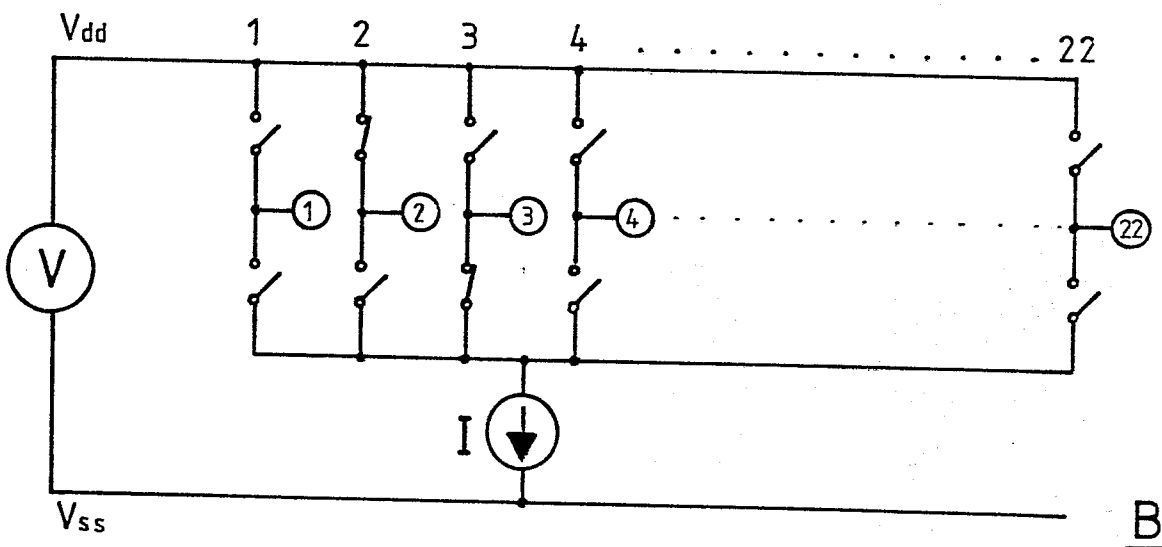 Vdd 1 2 3 4 . . . . . . . . . . . . 22
1 2 3 4 . . . . . . . . . . . . 22
V
I
Vss
B